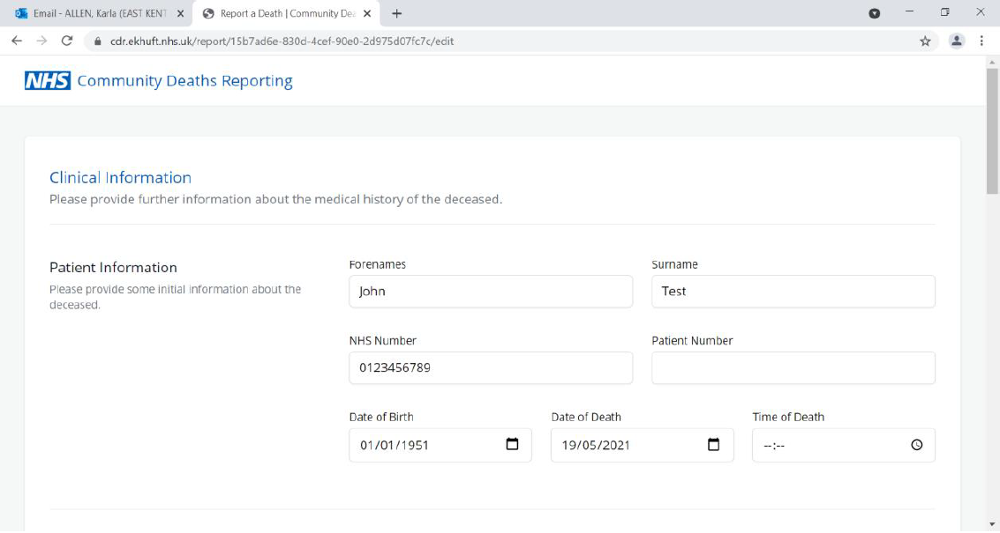 Email - ALLEN, Karla (EAST KENT
Report a Death | Community Dea
cdr.ekhuft.nhs.uk/report/15b7ad6e-830d-4cef-90e0-2d975d07fc7c/edit
NHS Community Deaths Reporting
Clinical Information
Please provide further information about the medical history of the deceased.
Patient Information
Please provide some initial information about the
deceased.
Forenames
Surname
John
Test
NHS Number
Patient Number
0123456789
Date of Birth
Date of Death
Time of Death
01/01/1951
19/05/2021
--:--